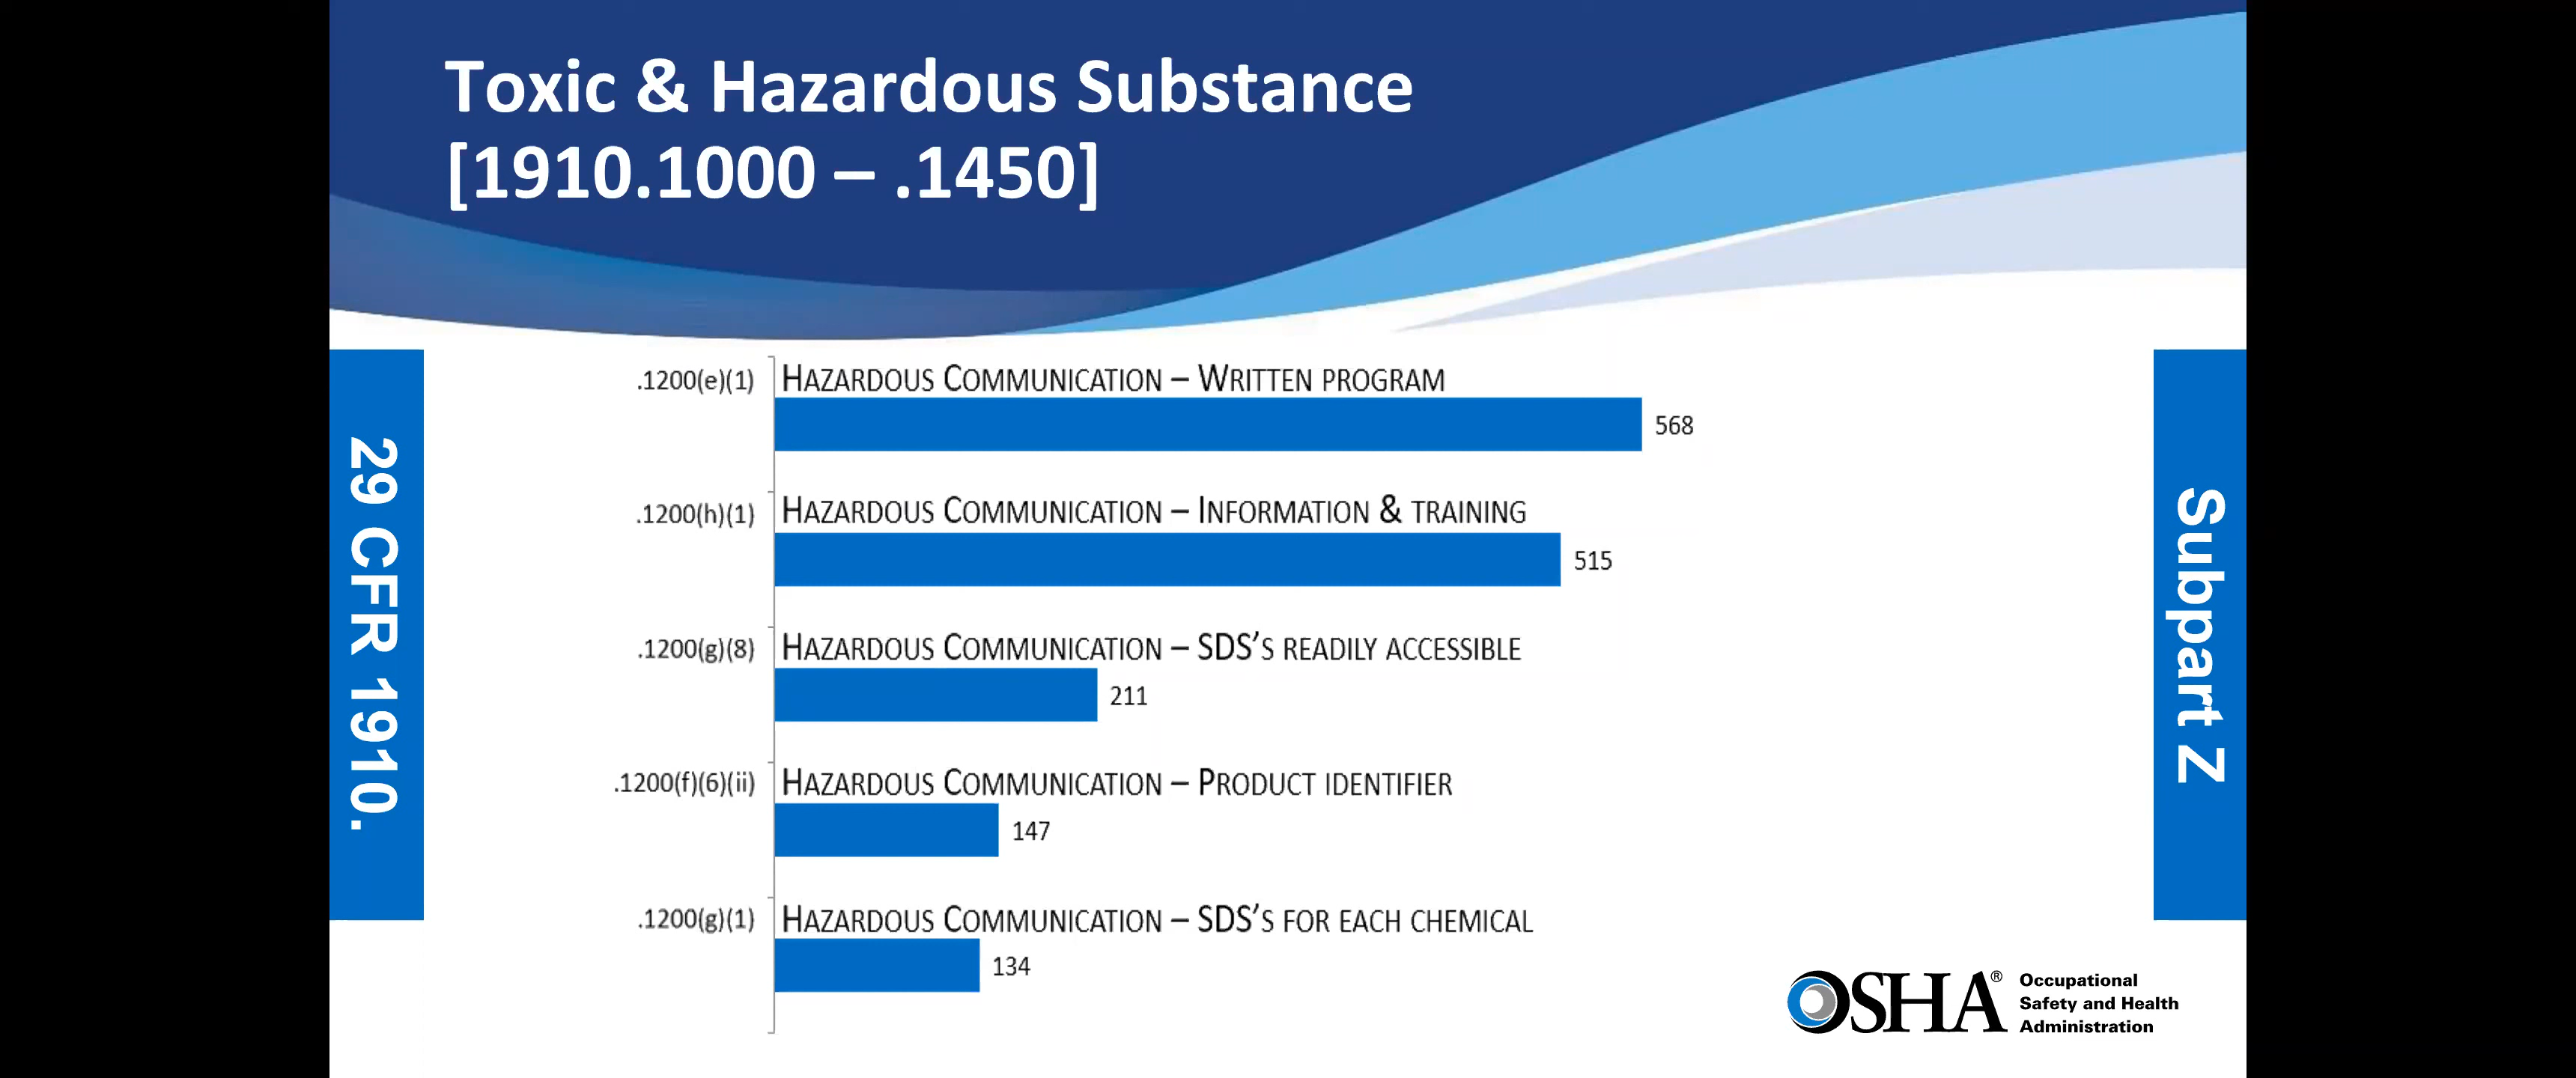 Toxic & Hazardous Substance
[1910.1000 – .1450]
29 CFR 1910.
Subpart Z
.1200(e)(1) HAZARDOUS COMMUNICATION – WRITTEN PROGRAM
568
.1200(h)(1) HAZARDOUS COMMUNICATION – INFORMATION & TRAINING
515
.1200(g)(8) HAZARDOUS COMMUNICATION – SDS'S READILY ACCESSIBLE
211
.1200(f)(6)(ii) HAZARDOUS COMMUNICATION – PRODUCT IDENTIFIER
147
.1200(g)(1) HAZARDOUS COMMUNICATION – SDS'S FOR EACH CHEMICAL
134
OSHA®
Occupational
Safety and Health
Administration